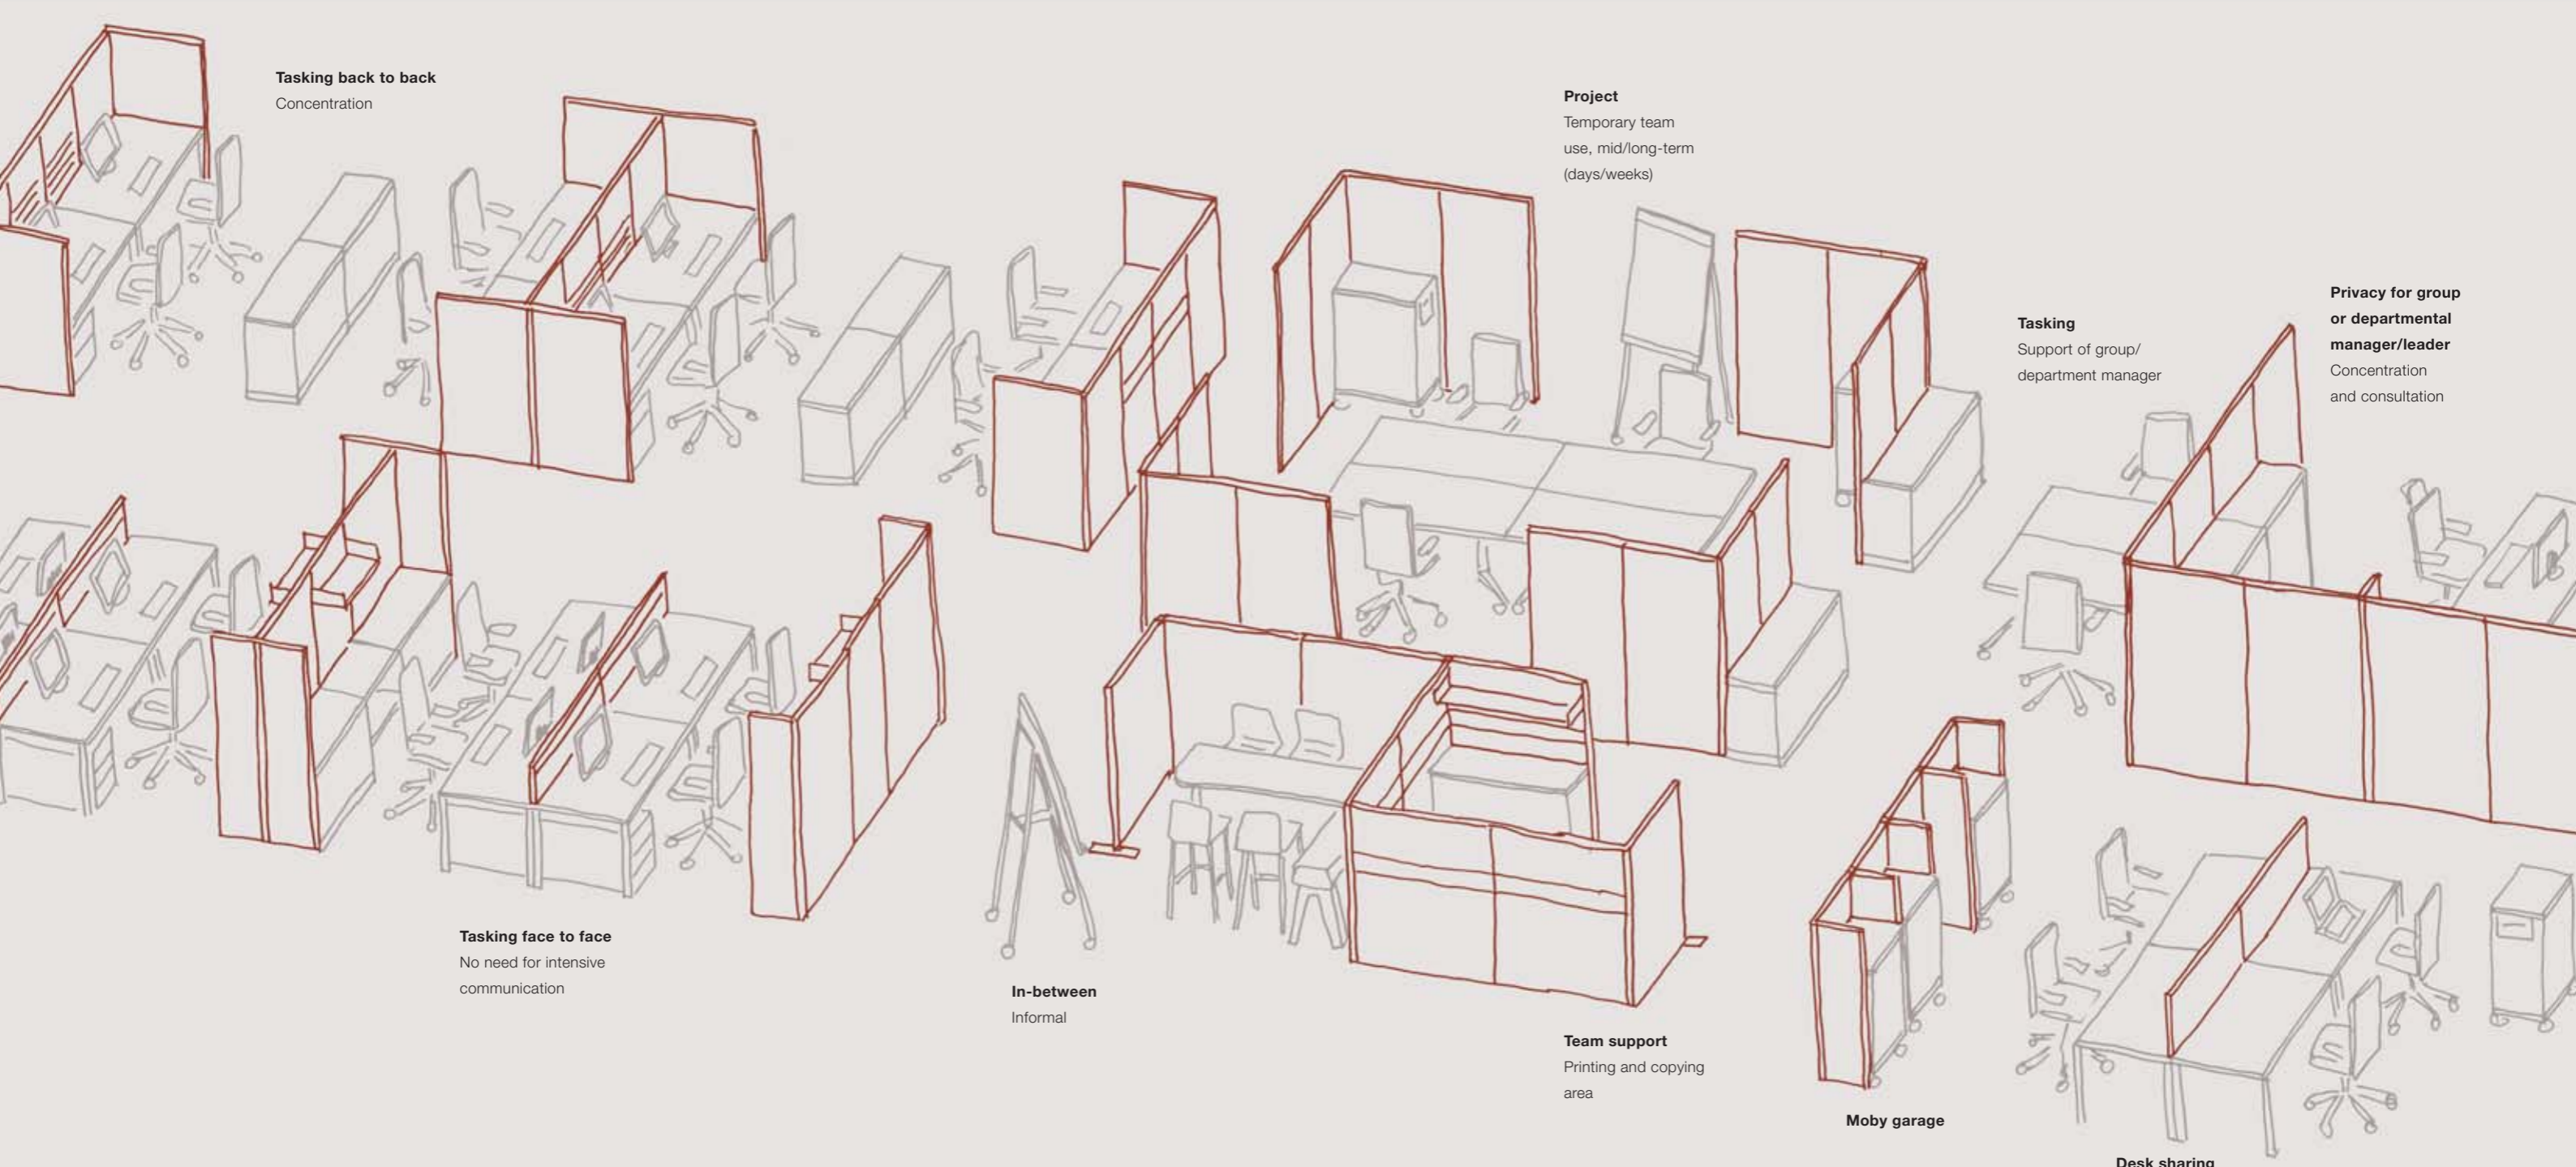 Tasking back to back
Concentration
Project
Temporary team
use, mid/long-term
(days/weeks)
Tasking
Support of group/
department manager
Privacy for group
or departmental
manager/leader
Concentration
and consultation
Tasking face to face
No need for intensive
communication
In-between
Informal
Team support
Printing and copying
area
Moby garage
Desk sharing